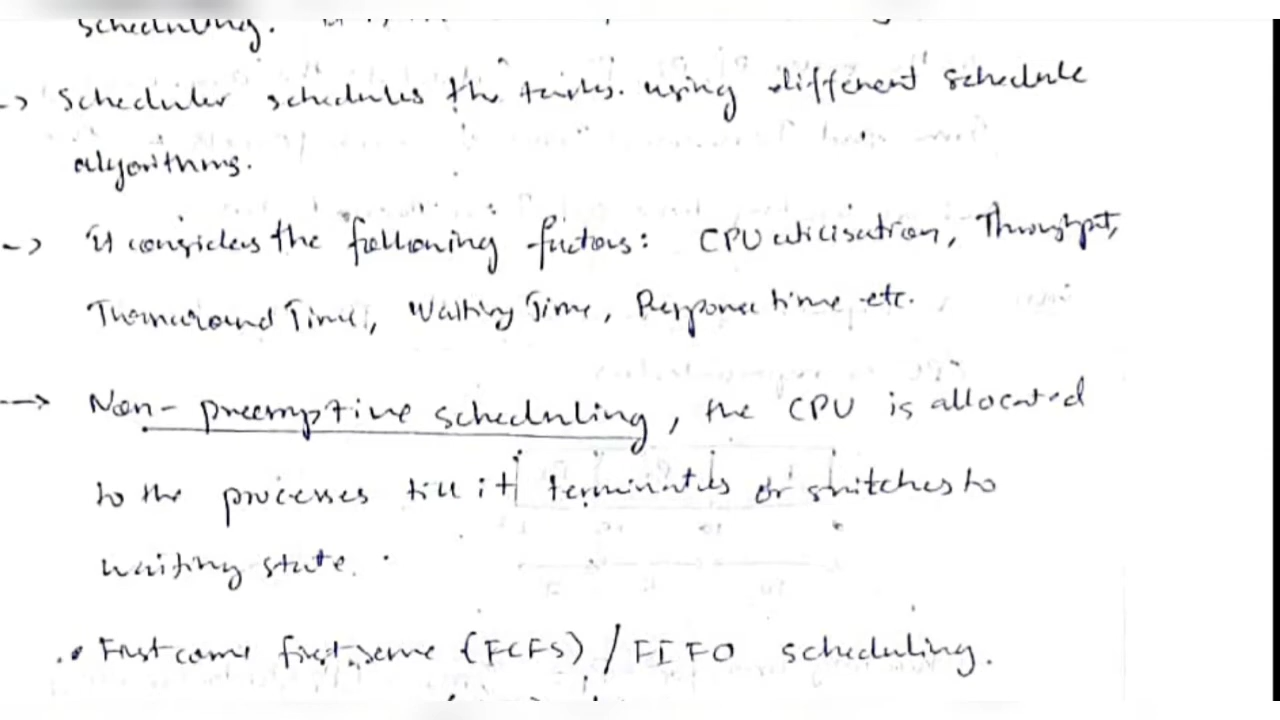 scheduling.
-> Scheduler schedules the tasks. using different schedule
algorithms.
-> It considers the following factors: CPU utilisation, Throughput,
Turnaround Time, Waiting Time, Response time etc.
-> Non-preemptive scheduling, the CPU is allocated
to the processes till it terminates or switches to
waiting state.
• First come first serve (FCFS) / FIFO scheduling.